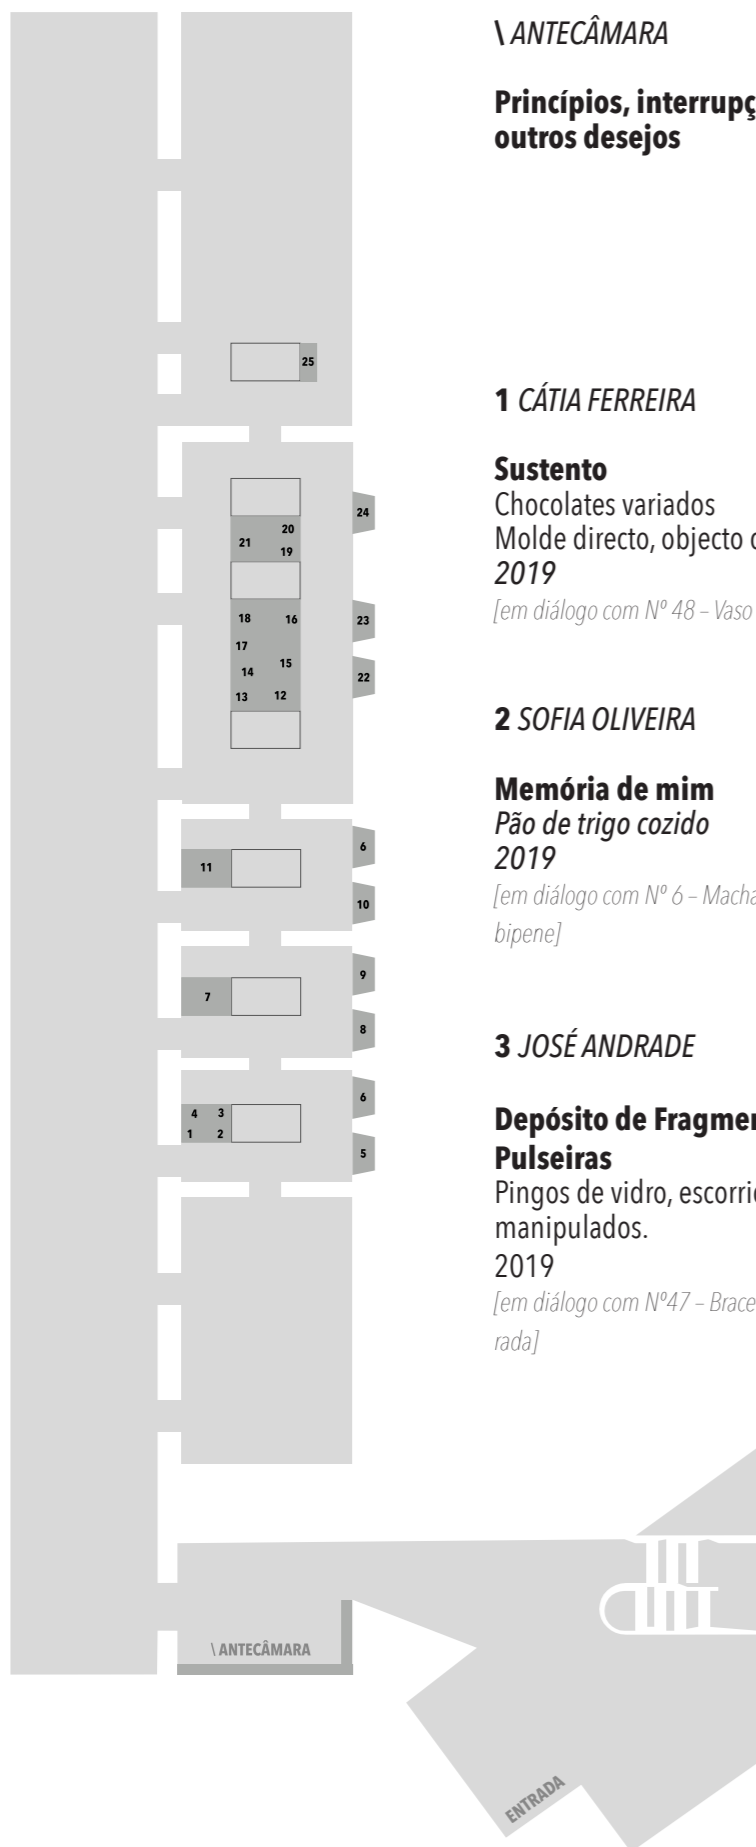 \ ANTECÂMARA
Princípios, interrupç
outros desejos
1 CÁTIA FERREIRA
Sustento
Chocolates variados
Molde directo, objecto
2019
[em diálogo com Nº 48 – Vaso
2 SOFIA OLIVEIRA
Memória de mim
Pão de trigo cozido
2019
[em diálogo com Nº 6 – Macha
bipene]
3 JOSÉ ANDRADE
Depósito de Fragmen
Pulseiras
Pingos de vidro, escorri
manipulados.
2019
[em diálogo com Nº47 – Brace
rada]
25
24
20
21
19
18
16
23
17
15
14
22
13
12
6
11
10
9
7
8
6
4
3
1
2
5
\ ANTECÂMARA
ENTRADA